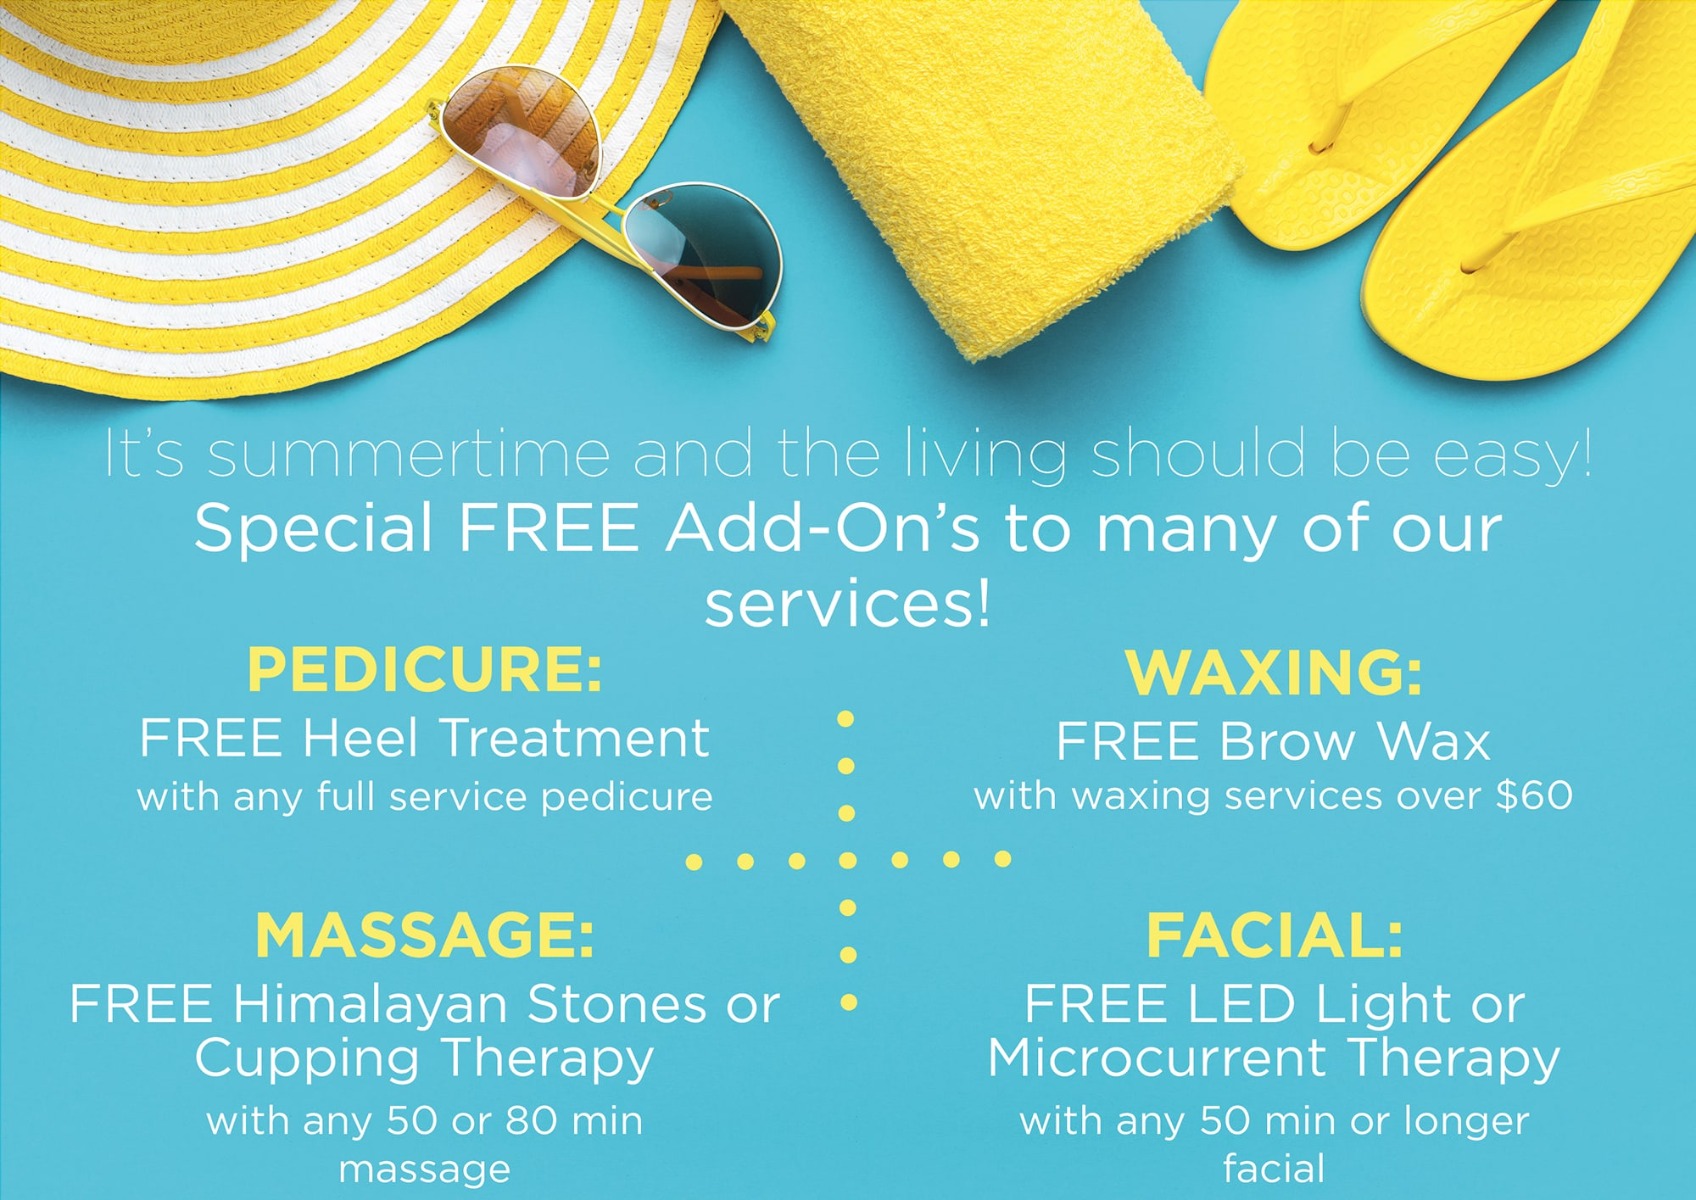 It's summertime and the living should be easy!
Special FREE Add-On's to many of our
services!
PEDICURE:
FREE Heel Treatment
with any full service pedicure
WAXING:
FREE Brow Wax
with waxing services over $60
MASSAGE:
FREE Himalayan Stones or
Cupping Therapy
with any 50 or 80 min
massage
FACIAL:
FREE LED Light or
Microcurrent Therapy
with any 50 min or longer
facial